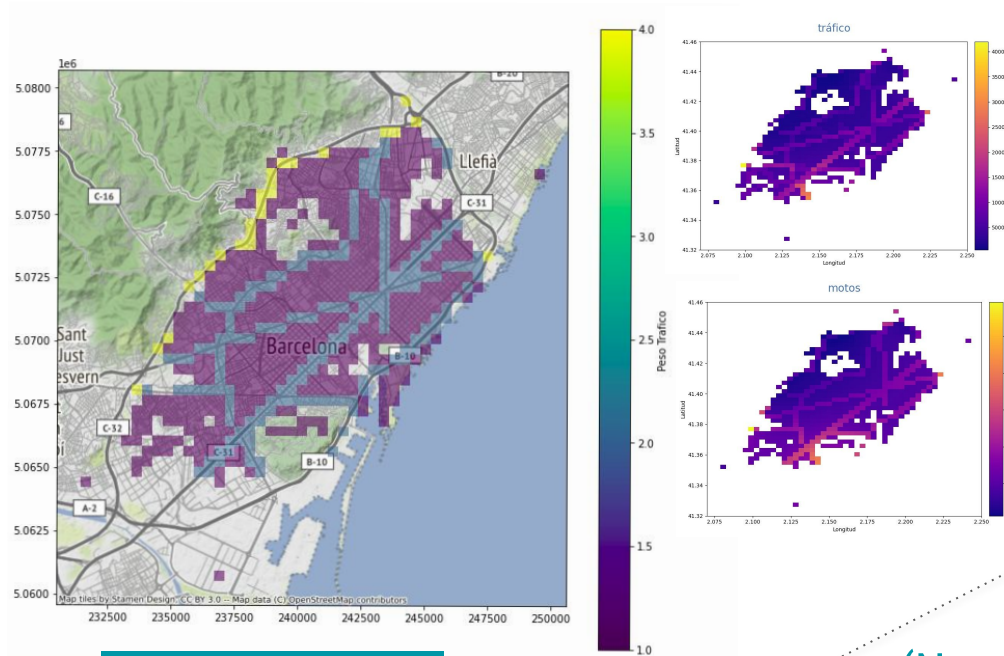 1e6
5.0800
5.0775
5.0750
5.0725
5.0700
5.0675
5.0650
5.0625
5.0600
232500 235000 237500 240000 242500 245000 247500 250000
B-20
6
Llefià
C-16
C-31
Sant
Just
esvern
Barcelona
B-10
C-32
C-31
B-10
A-2
Map tiles by Stamen Design, CC BY 3.0 -- Map data (C) OpenStreetMap contributors
4.0
3.5
3.0
2.5
2.0
1.5
1.0
Peso Trafico
tráfico
41.46
41.44
41.42
41.40
41.38
41.36
41.34
41.32
Latitud
2.075 2.100 2.125 2.150 2.175 2.200 2.225 2.250
Longitud
4000
3500
3000
2500
2000
1500
1000
5000
motos
41.46
41.44
41.42
41.40
41.38
41.36
41.34
41.32
Latitud
2.075 2.100 2.125 2.150 2.175 2.200 2.225 2.250
Longitud